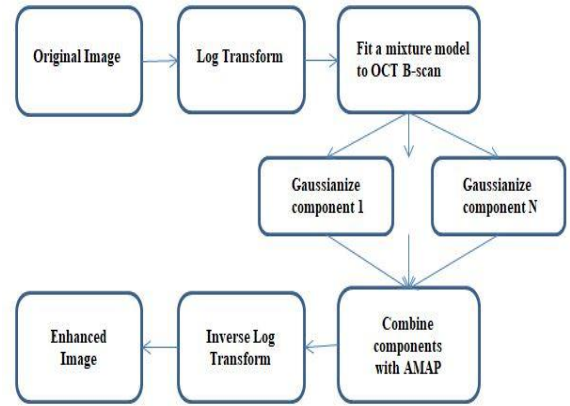 Original Image
Log Transform
Fit a mixture model
to OCT B-scan
Gaussianize
component 1
Gaussianize
component N
Combine
components
with AMAP
Inverse Log
Transform
Enhanced
Image